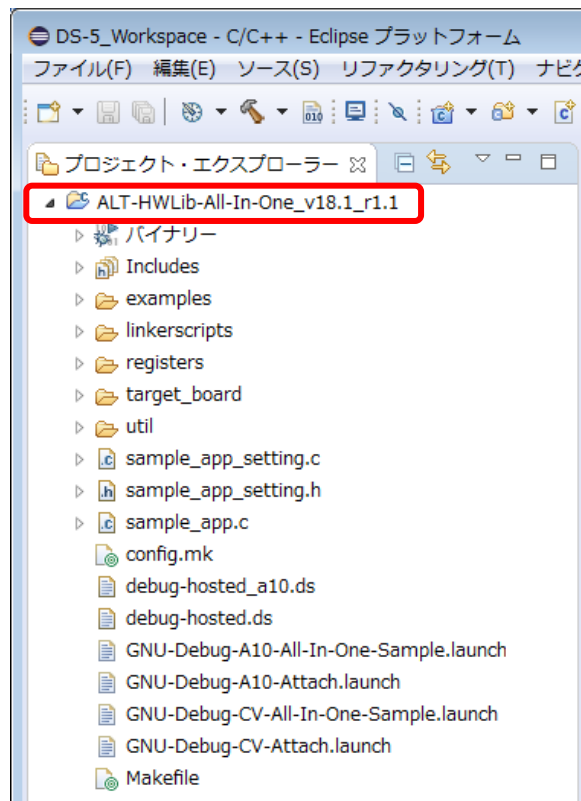 DS-5_Workspace - C/C++ - Eclipse プラットフォーム
ファイル(F) 編集(E) ソース(S) リファクタリング(T) ナビ
プロジェクト・エクスプローラー
ALT-HWLib-All-In-One_v18.1_r1.1
バイナリー
Includes
examples
linkerscripts
registers
target_board
util
sample_app_setting.c
sample_app_setting.h
sample_app.c
config.mk
debug-hosted_a10.ds
debug-hosted.ds
GNU-Debug-A10-All-In-One-Sample.launch
GNU-Debug-A10-Attach.launch
GNU-Debug-CV-All-In-One-Sample.launch
GNU-Debug-CV-Attach.launch
Makefile